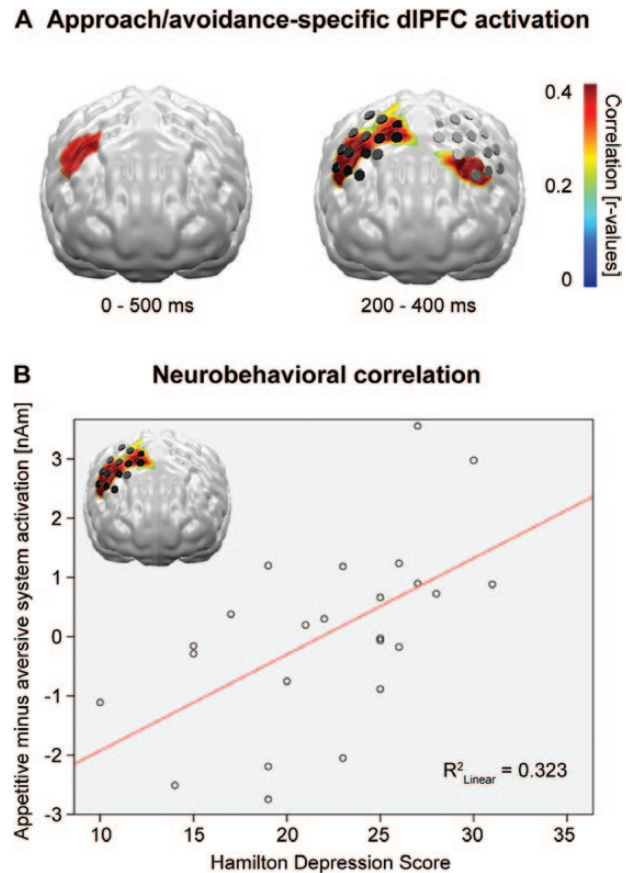 A Approach/avoidance-specific dlPFC activation
0.4
0.2
0
Correlation [r-values]
0 - 500 ms
200 - 400 ms
B Neurobehavioral correlation
Appetitive minus aversive system activation [nAm]
3
2
1
0
-1
-2
-3
R²Linear = 0.323
10 15 20 25 30 35
Hamilton Depression Score